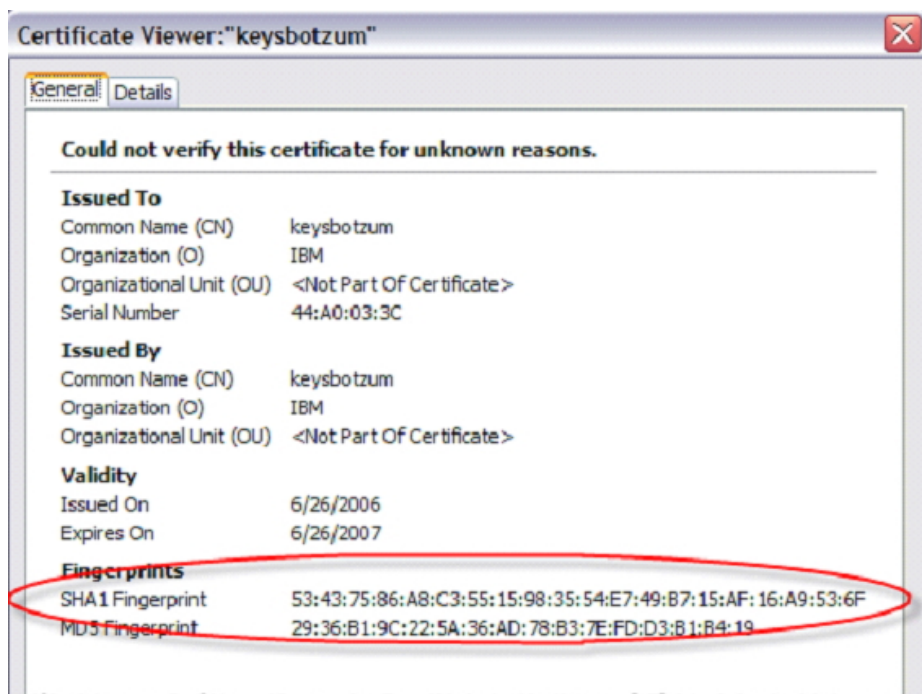 Certificate Viewer:"keysbotzum"
General Details
Could not verify this certificate for unknown reasons.
Issued To
Common Name (CN) keysbotzum
Organization (O) IBM
Organizational Unit (OU) <Not Part Of Certificate>
Serial Number 44:A0:03:3C
Issued By
Common Name (CN) keysbotzum
Organization (O) IBM
Organizational Unit (OU) <Not Part Of Certificate>
Validity
Issued On 6/26/2006
Expires On 6/26/2007
Fingerprints
SHA1 Fingerprint 53:43:75:86:A8:C3:55:15:98:35:54:E7:49:B7:15:AF:16:A9:53:6F
MD5 Fingerprint 29:36:B1:9C:22:5A:36:AD:78:B3:7E:FD:D3:B1:B4:19